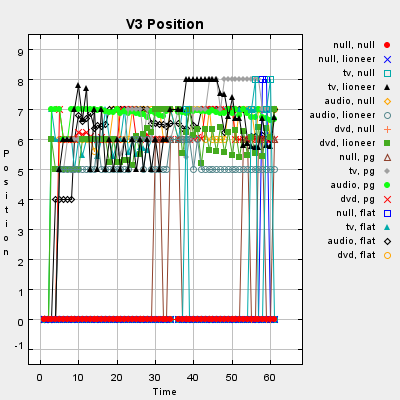 V3 Position
9
8
7
6
5
4
3
2
1
0
-1
Position
0
10
20
30
40
50
60
Time
null, null
null, lioneer
tv, null
tv, lioneer
audio, null
audio, lioneer
dvd, null
dvd, lioneer
null, pg
tv, pg
audio, pg
dvd, pg
null, flat
tv, flat
audio, flat
dvd, flat